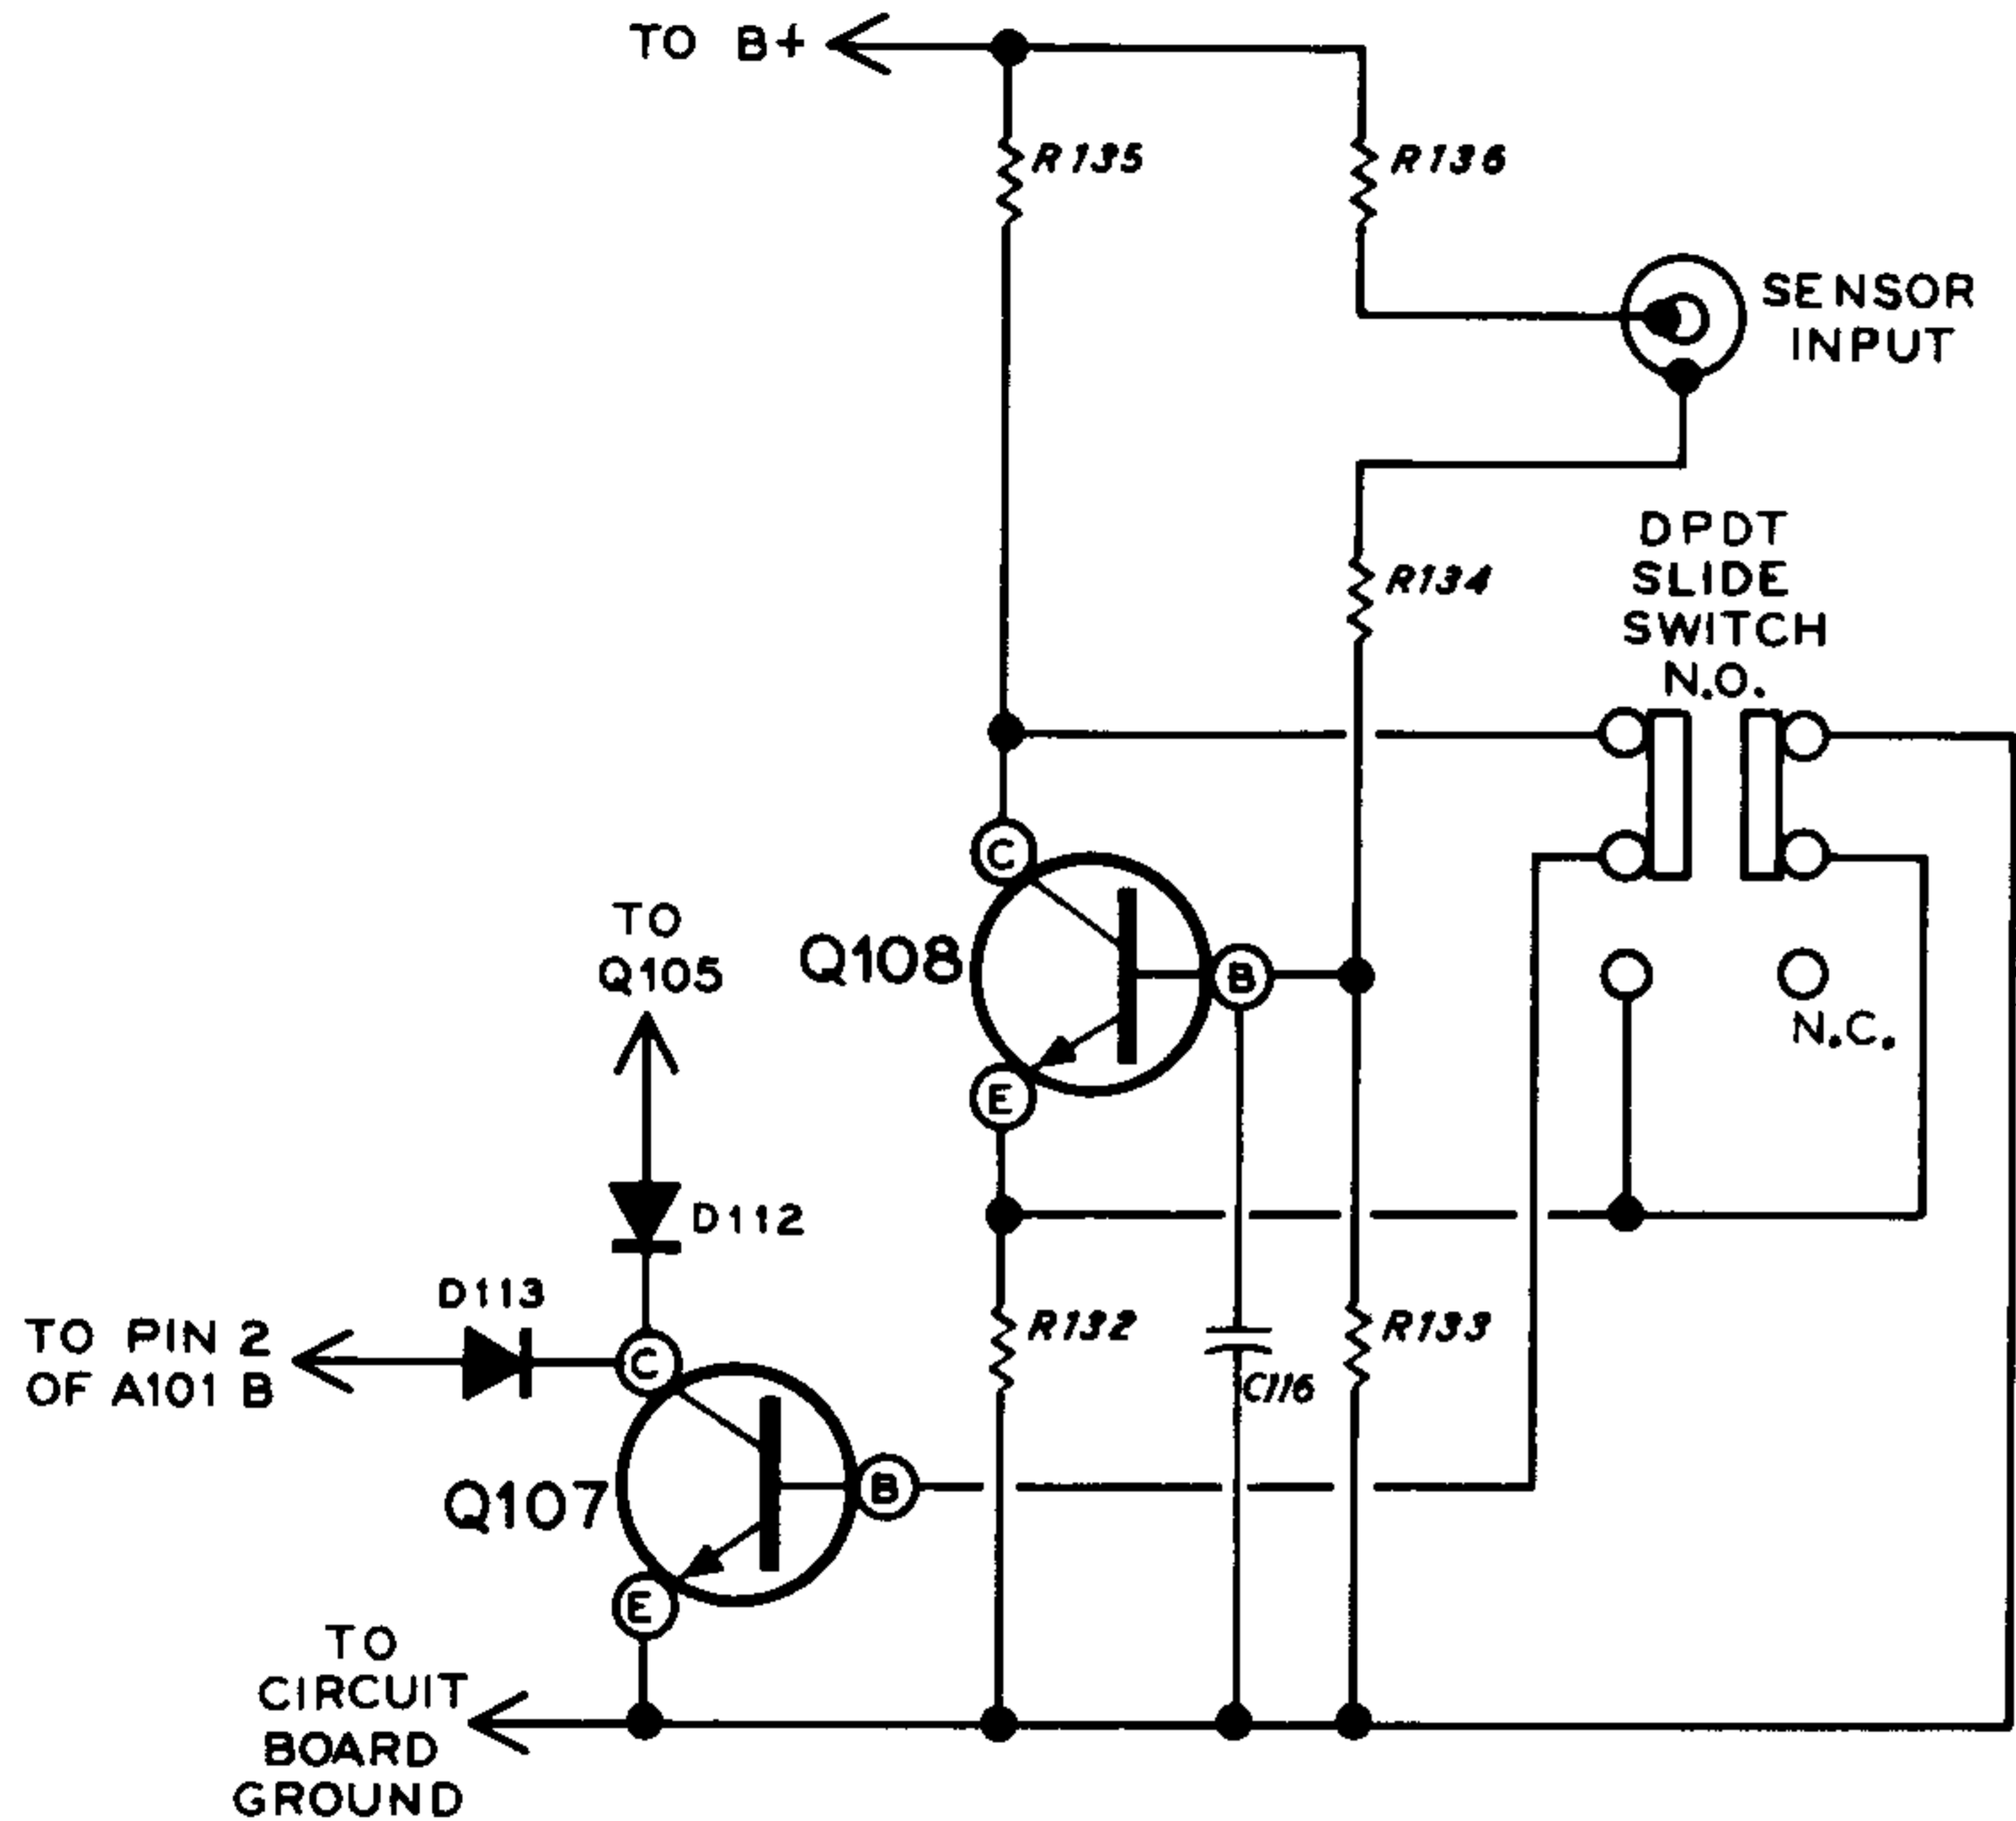 TO B+
R135
R136
SENSOR
INPUT
R134
DPDT
SLIDE
SWITCH
N.O.
C
TO
Q105
Q108
B
N.C.
E
D112
D113
TO PIN 2
OF A101 B
R132
R133
C
C116
Q107
B
E
TO
CIRCUIT
BOARD
GROUND